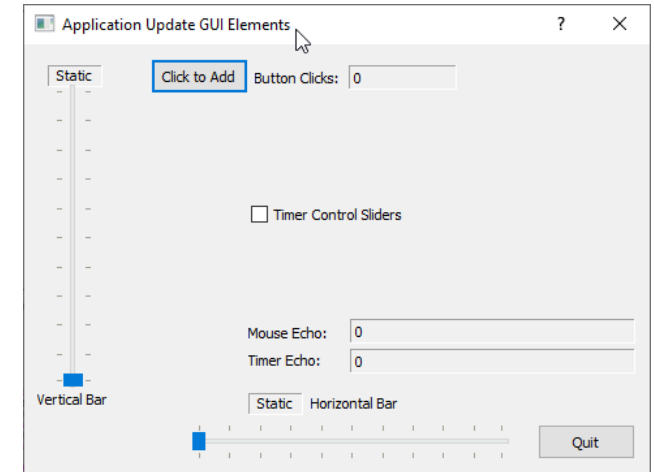 Application Update GUI Elements ?
Static Click to Add Button Clicks: 0
Timer Control Sliders
Mouse Echo: 0
Timer Echo: 0
Vertical Bar Static Horizontal Bar
Quit